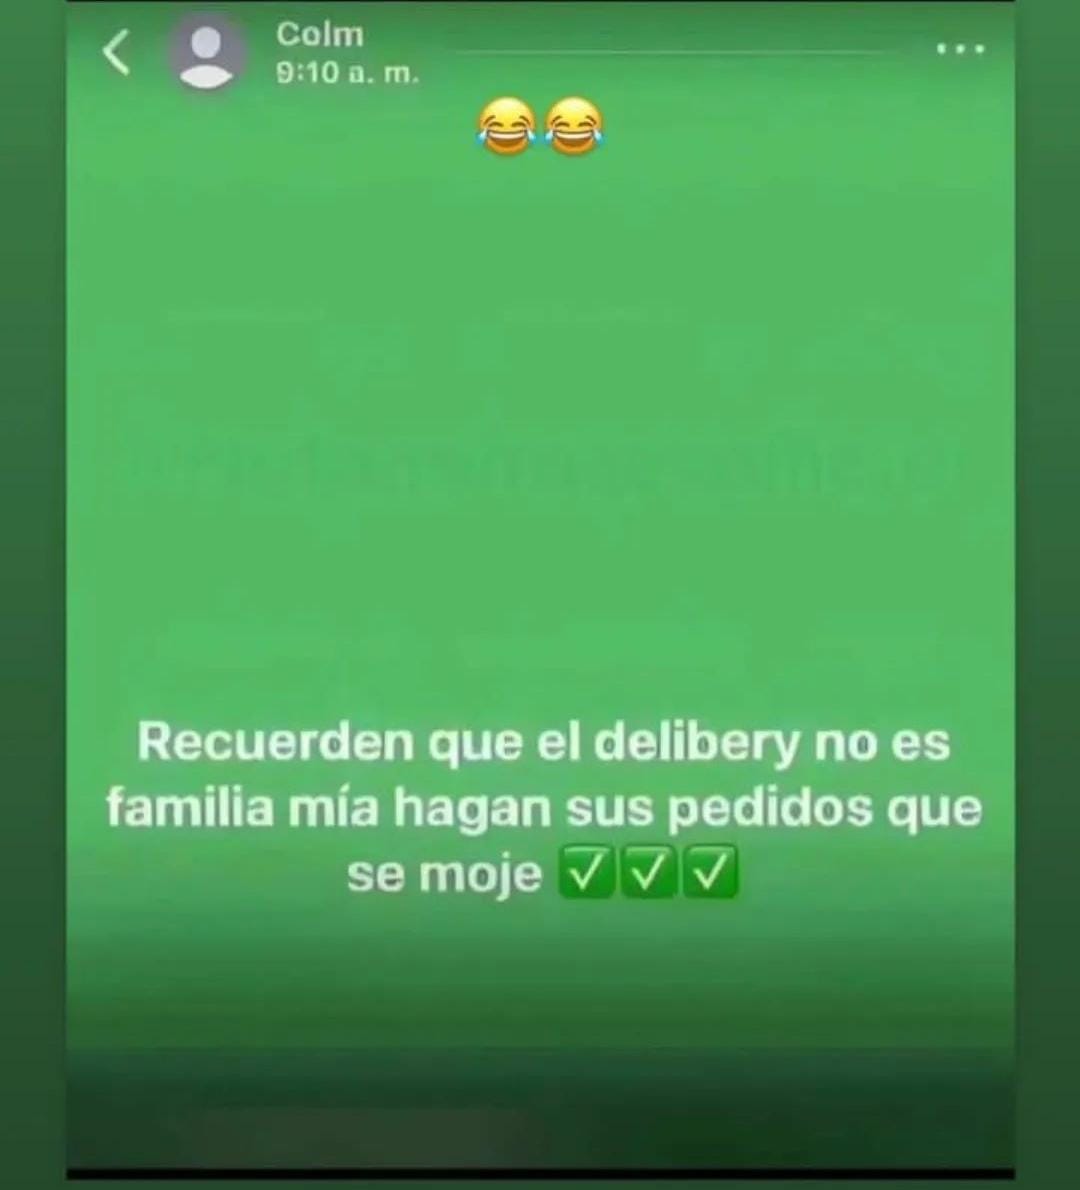 Colm
9:10 a. m.
😂😂
Recuerden que el delibery no es
familia mía hagan sus pedidos que
se moje ✅✅✅